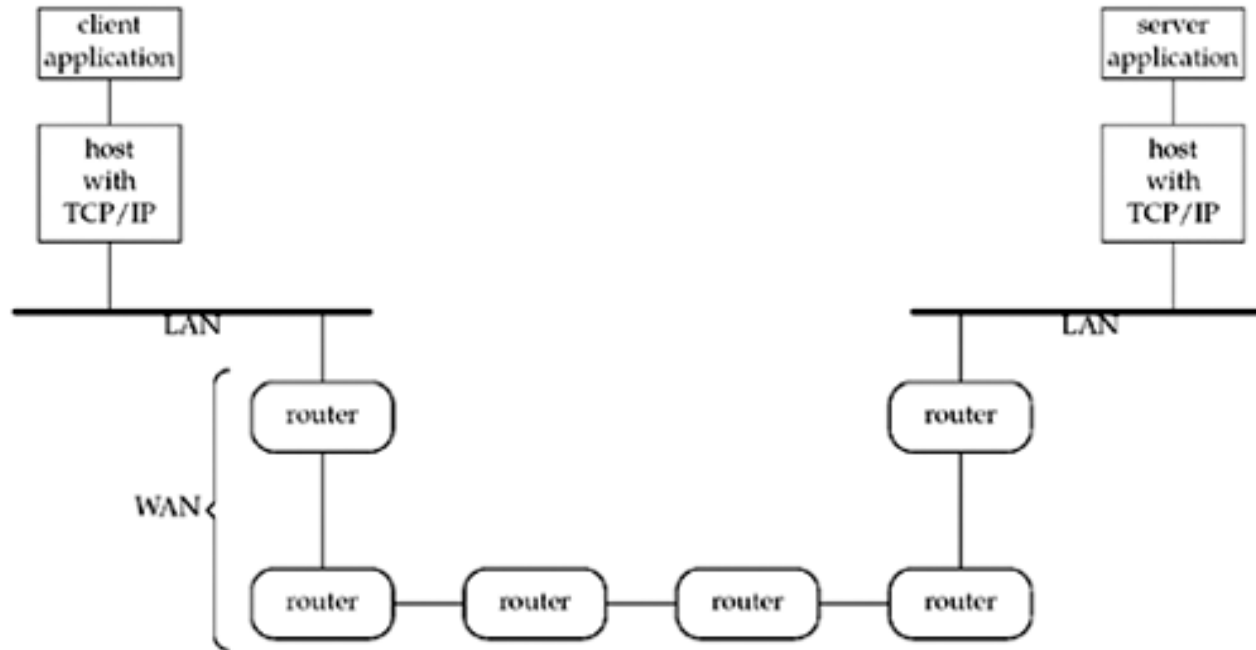 client
application
server
application
host
with
TCP/IP
host
with
TCP/IP
LAN
LAN
router
router
WAN
router
router
router
router